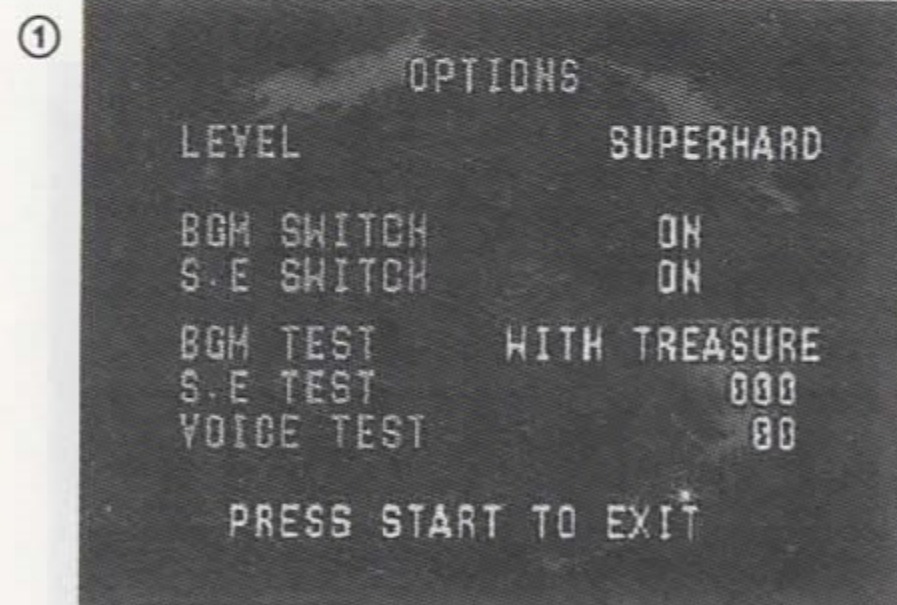 ①
OPTIONS
LEVEL SUPERHARD
BGM SWITCH ON
S.E SWITCH ON
BGM TEST WITH TREASURE
S.E TEST 000
VOICE TEST 00
PRESS START TO EXIT